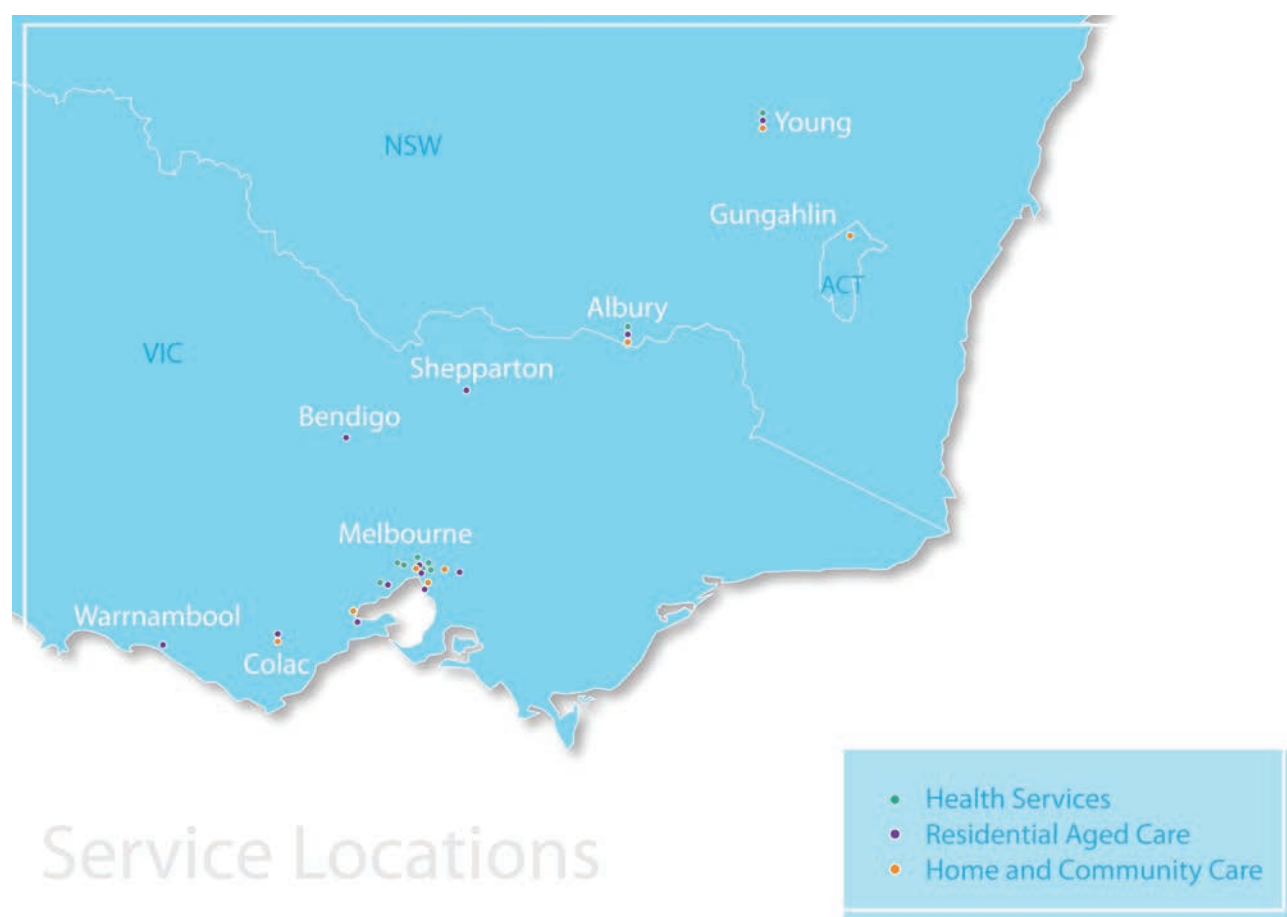 NSW
Young
Gungahlin
ACT
Albury
VIC
Shepparton
Bendigo
Melbourne
Warrnambool
Colac
Service Locations
Health Services
Residential Aged Care
Home and Community Care